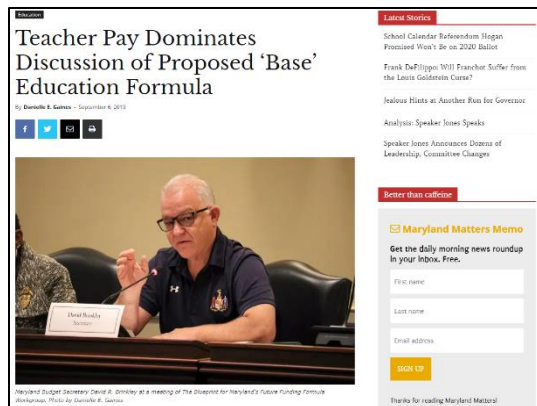 Education
Teacher Pay Dominates
Discussion of Proposed ‘Base’
Education Formula
By Danielle E. Gaines - September 6, 2019
Maryland Budget Secretary David R. Brinkley at a meeting of The Blueprint for Maryland's Future Funding Formula
Workgroup. Photo by Danielle E. Gaines
David Brinkley
Secretary
Latest Stories
School Calendar Referendum Hogan
Promised Won't Be on 2020 Ballot
Frank DeFilippo: Will Franchot Suffer from
the Louis Goldstein Curse?
Jealous Hints at Another Run for Governor
Analysis: Speaker Jones Speaks
Speaker Jones Announces Dozens of
Leadership, Committee Changes
Better than caffeine
Maryland Matters Memo
Get the daily morning news roundup
in your inbox. Free.
First name
Last name
Email address
SIGN UP
Thanks for reading Maryland Matters!